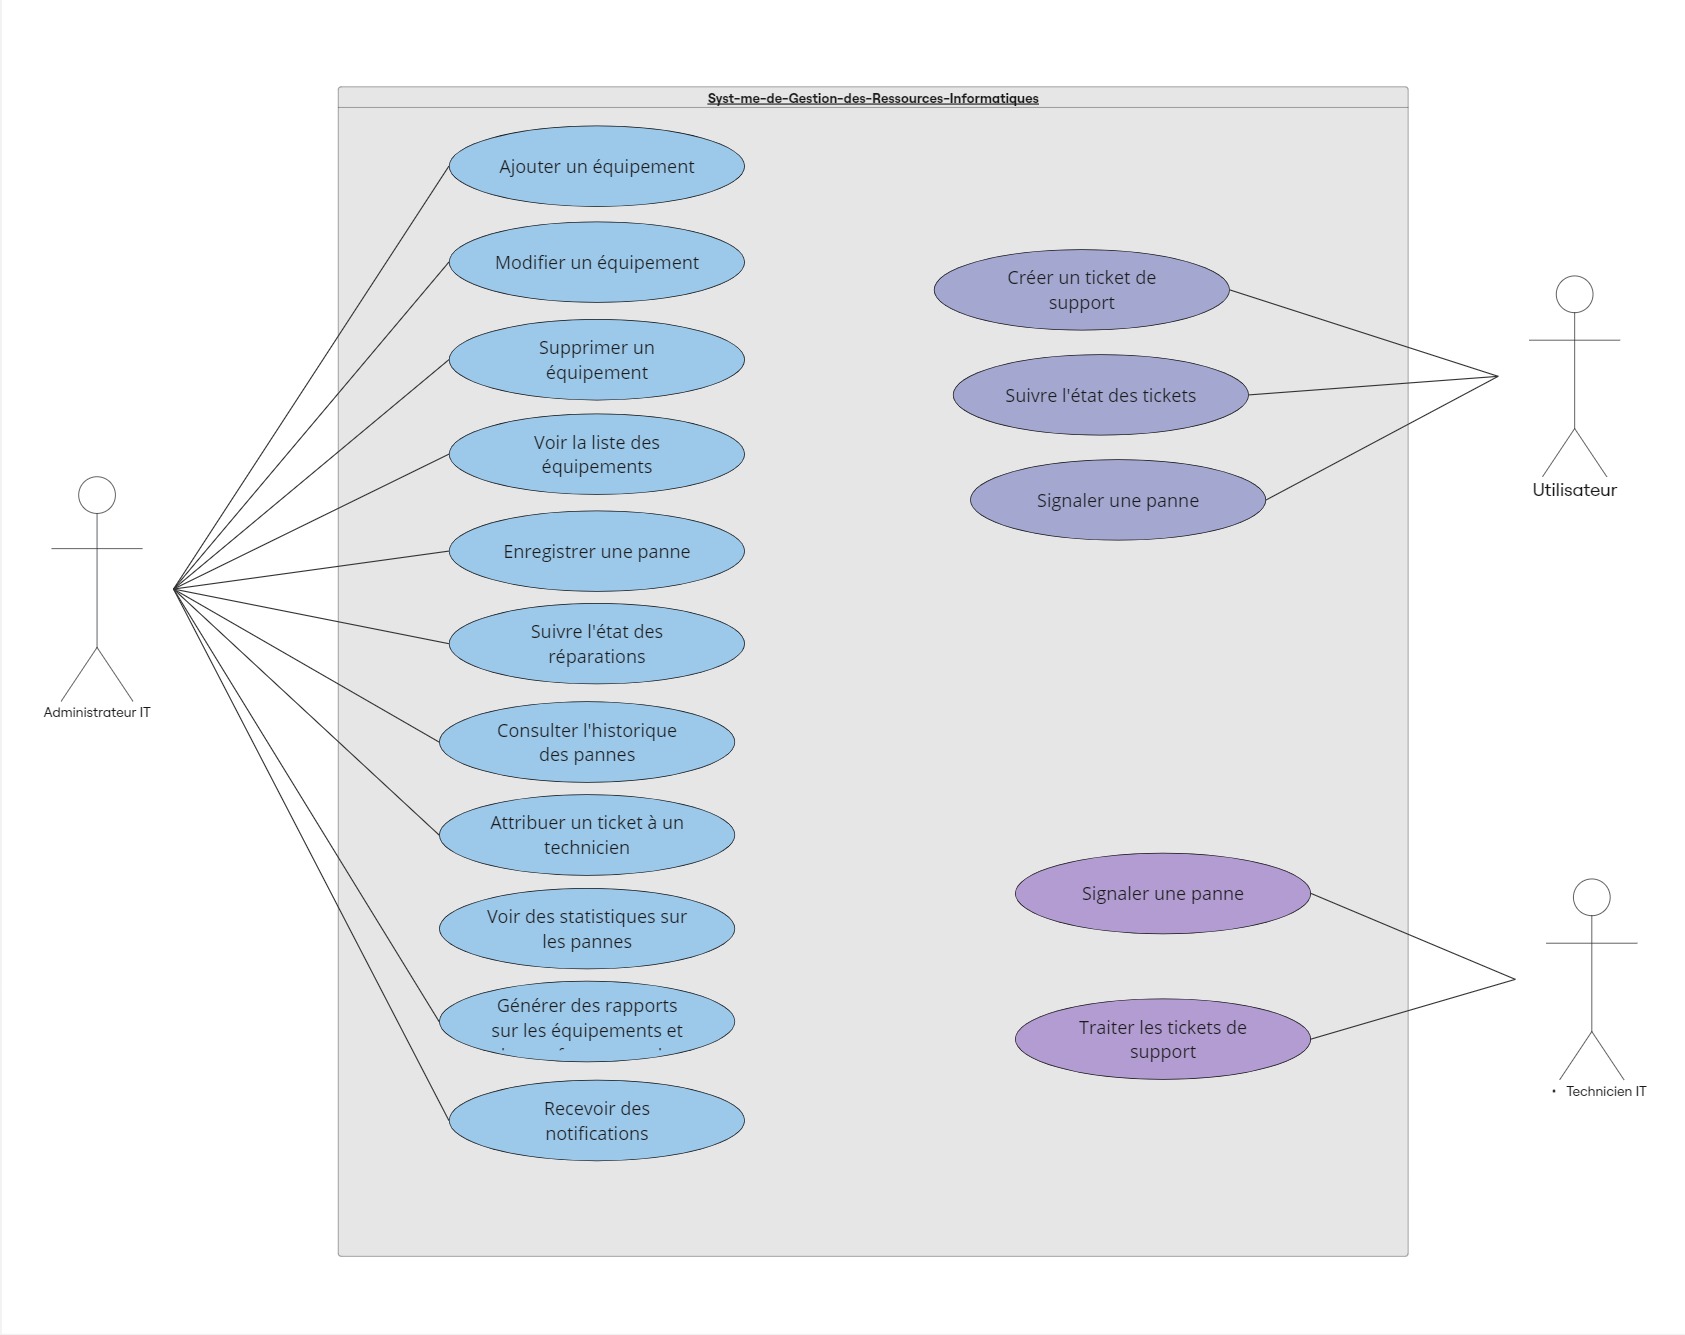 Syst-me-de-Gestion-des-Ressources-Informatiques
Ajouter un équipement
Modifier un équipement
Supprimer un
équipement
Voir la liste des
équipements
Enregistrer une panne
Suivre l'état des
réparations
Consulter l'historique
des pannes
Attribuer un ticket à un
technicien
Voir des statistiques sur
les pannes
Générer des rapports
sur les équipements et
Recevoir des
notifications
Administrateur IT
Créer un ticket de
support
Suivre l'état des tickets
Signaler une panne
Utilisateur
Signaler une panne
Traiter les tickets de
support
• Technicien IT